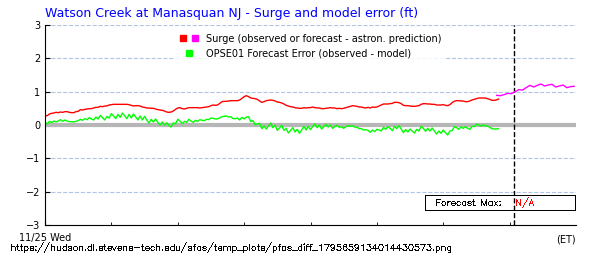 Watson Creek at Manasquan NJ - Surge and model error (ft)
Surge (observed or forecast - astron. prediction)
OPSE01 Forecast Error (observed - model)
3
2
1
0
−1
−2
−3
Forecast Max: N/A
11/25 Wed
(ET)
https://hudson.dl.stevens-tech.edu/sfas/temp_plots/pfas_diff_1795659134014430573.png